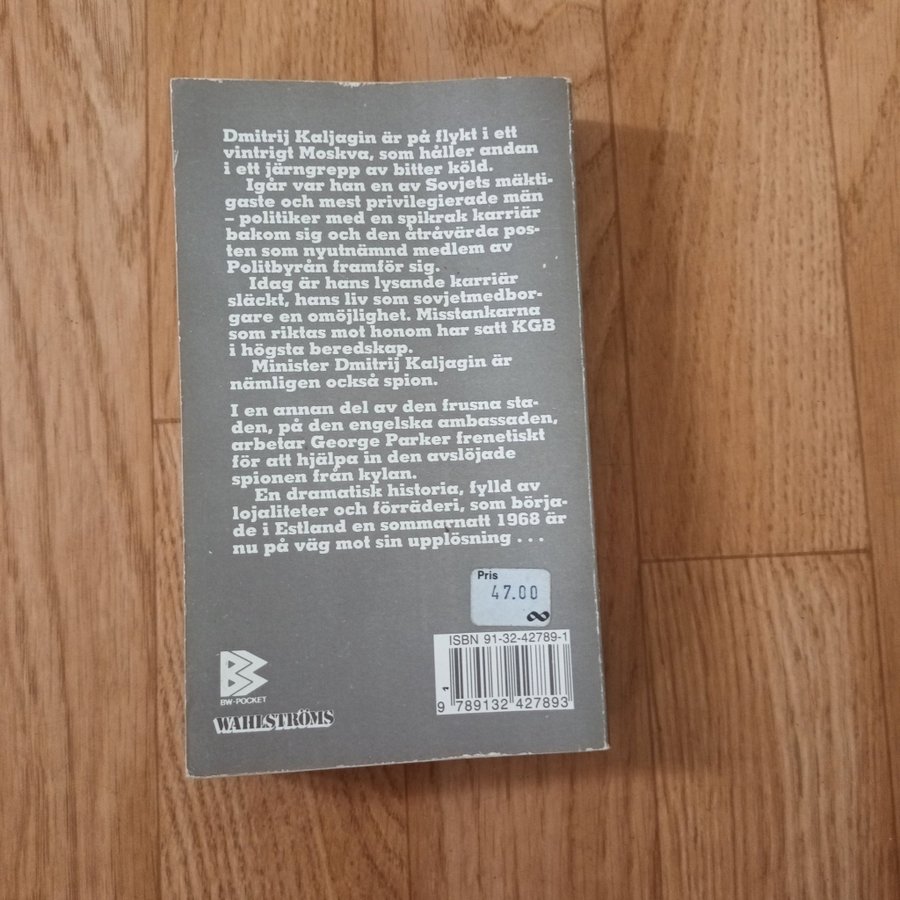 Dmitrij Kaljagin är på flykt i ett
vintrigt Moskva, som håller andan
i ett järngrepp av bitter köld.
Igår var han en av Sovjets mäkti-
gaste och mest privilegierade män
– politiker med en spikrak karriär
bakom sig och den åtråvärda pos-
ten som nyutnämnd medlem av
Politbyrån framför sig.
Idag är hans lysande karriär
släckt, hans liv som sovjetmedbor-
gare en omöjlighet. Misstankarna
som riktas mot honom har satt KGB
i högsta beredskap.
Minister Dmitrij Kaljagin är
nämligen också spion.
I en annan del av den frusna sta-
den, på den engelska ambassaden,
arbetar George Parker frenetiskt
för att hjälpa in den avslöjade
spionen från kylan.
En dramatisk historia, fylld av
lojaliteter och förräderi, som börja-
de i Estland en sommarnatt 1968 är
nu på väg mot sin upplösning . . .
Pris
47.00
ISBN 91-32-42789-1
9 789132 427893
1
BW-POCKET
WAHLSTRÖMS